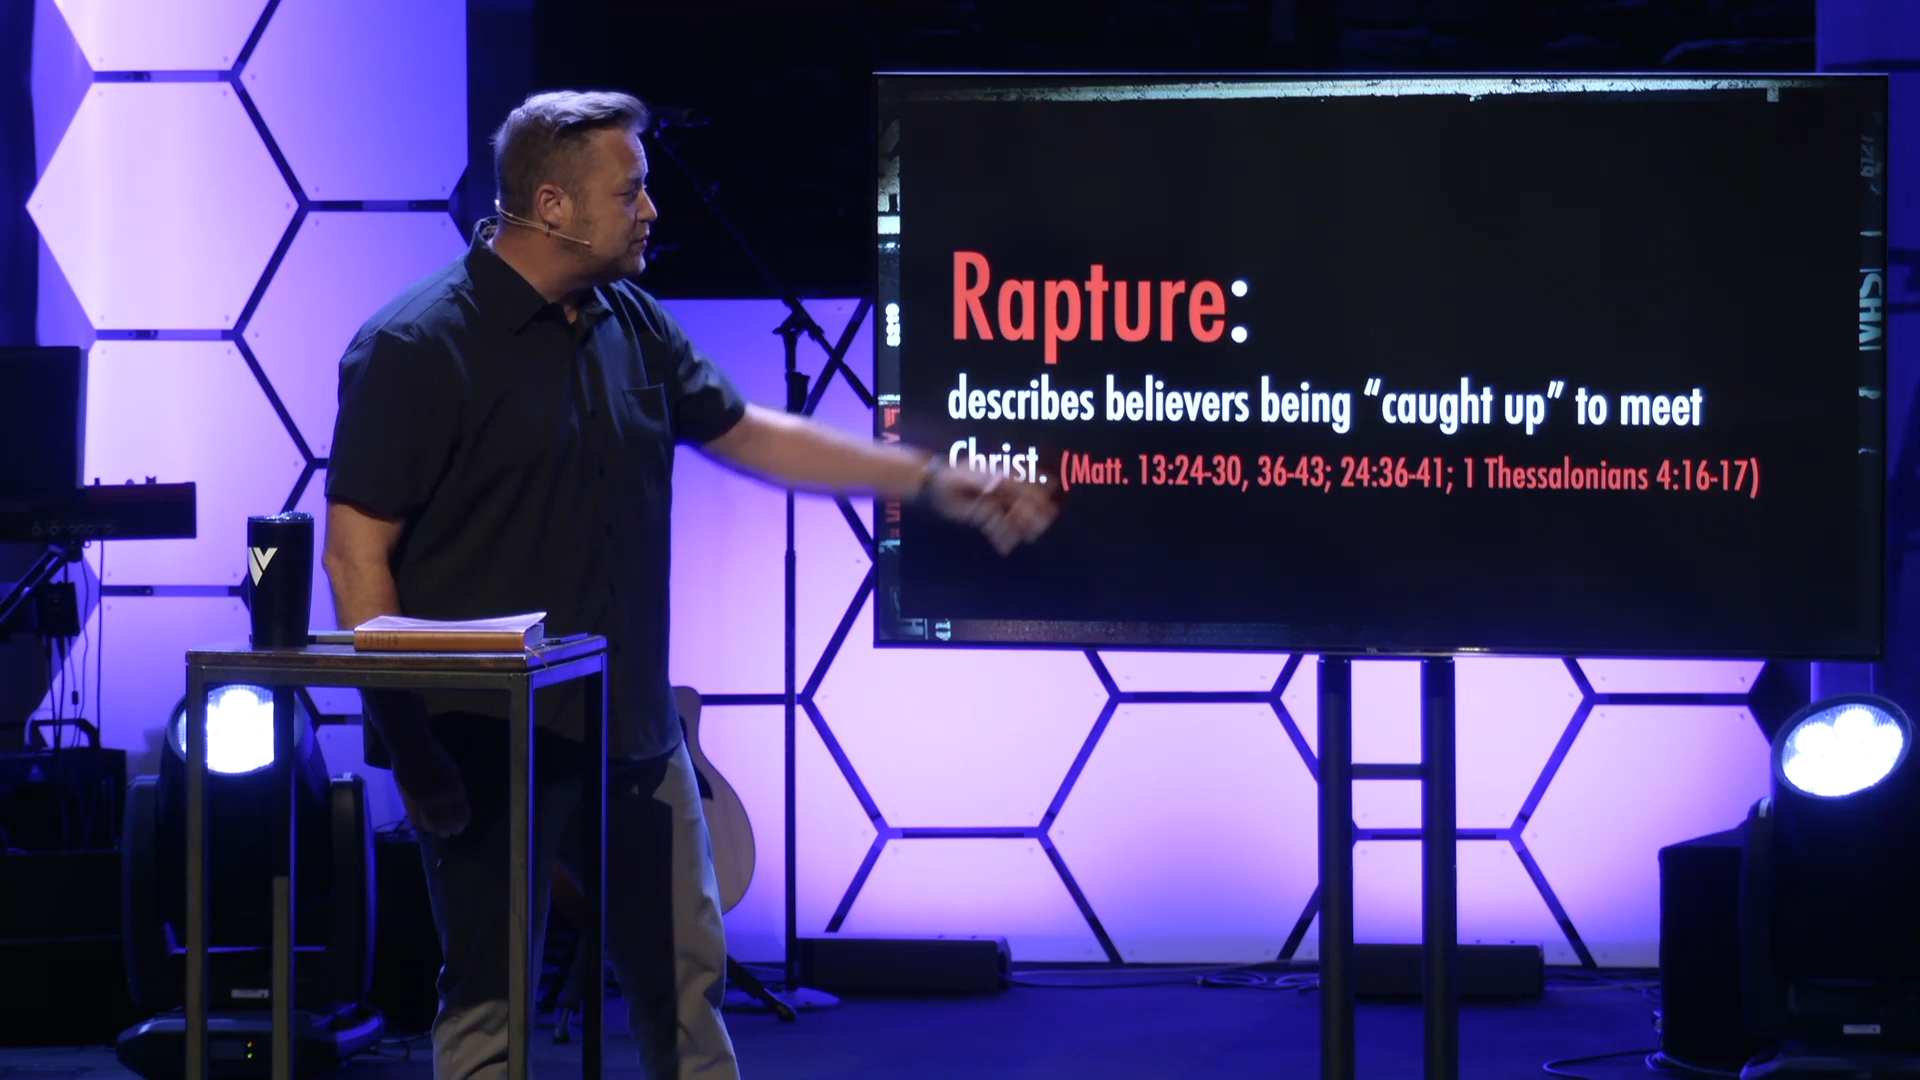 Rapture:
describes believers being “caught up” to meet
Christ. (Matt. 13:24-30, 36-43; 24:36-41; 1 Thessalonians 4:16-17)